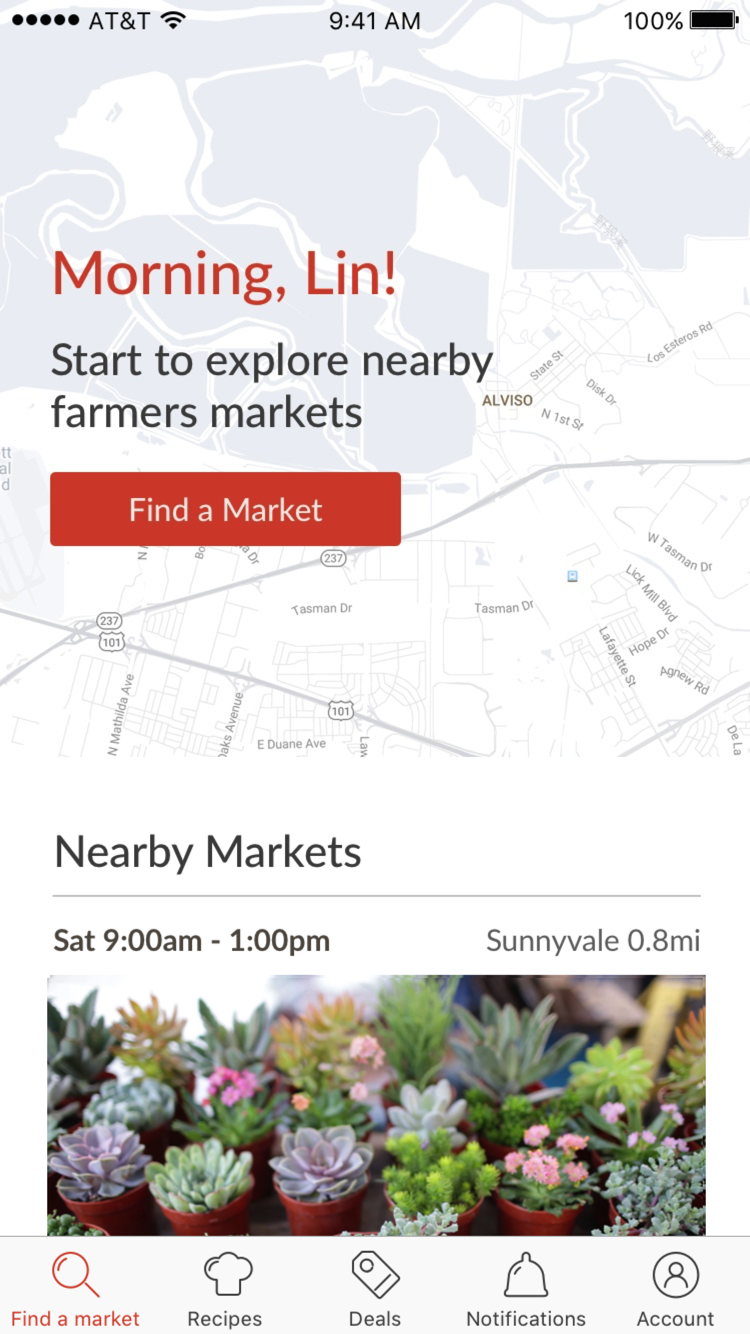 AT&T 9:41 AM 100%
Morning, Lin!
Start to explore nearby
farmers markets
Find a Market
Los Esteros Rd
State St
Disk Dr
ALVISO
N 1st St
tt
al
d
W Tasman Dr
237
Lick Mill Blvd
Tasman Dr
Tasman Dr
237
101
Hope Dr
Lafayette St
Agnew Rd
N Mathilda Ave
101
E Duane Ave
De La
Nearby Markets
Sat 9:00am - 1:00pm Sunnyvale 0.8mi
Find a market Recipes Deals Notifications Account